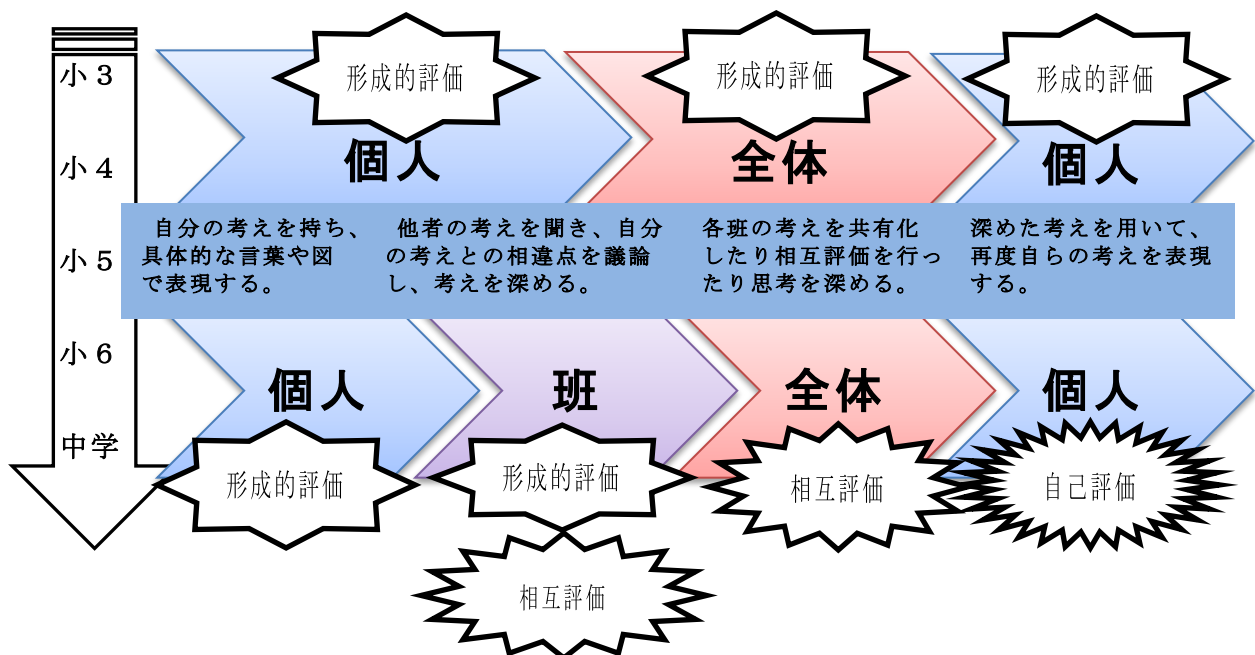 小３
小４
小５
小６
中学
形成的評価
形成的評価
形成的評価
個人
全体
個人
自分の考えを持ち、
具体的な言葉や図
で表現する。
他者の考えを聞き、自分
の考えとの相違点を議論
し、考えを深める。
各班の考えを共有化
したり相互評価を行っ
たり思考を深める。
深めた考えを用いて、
再度自らの考えを表現
する。
個人
班
全体
個人
形成的評価
形成的評価
相互評価
自己評価
相互評価